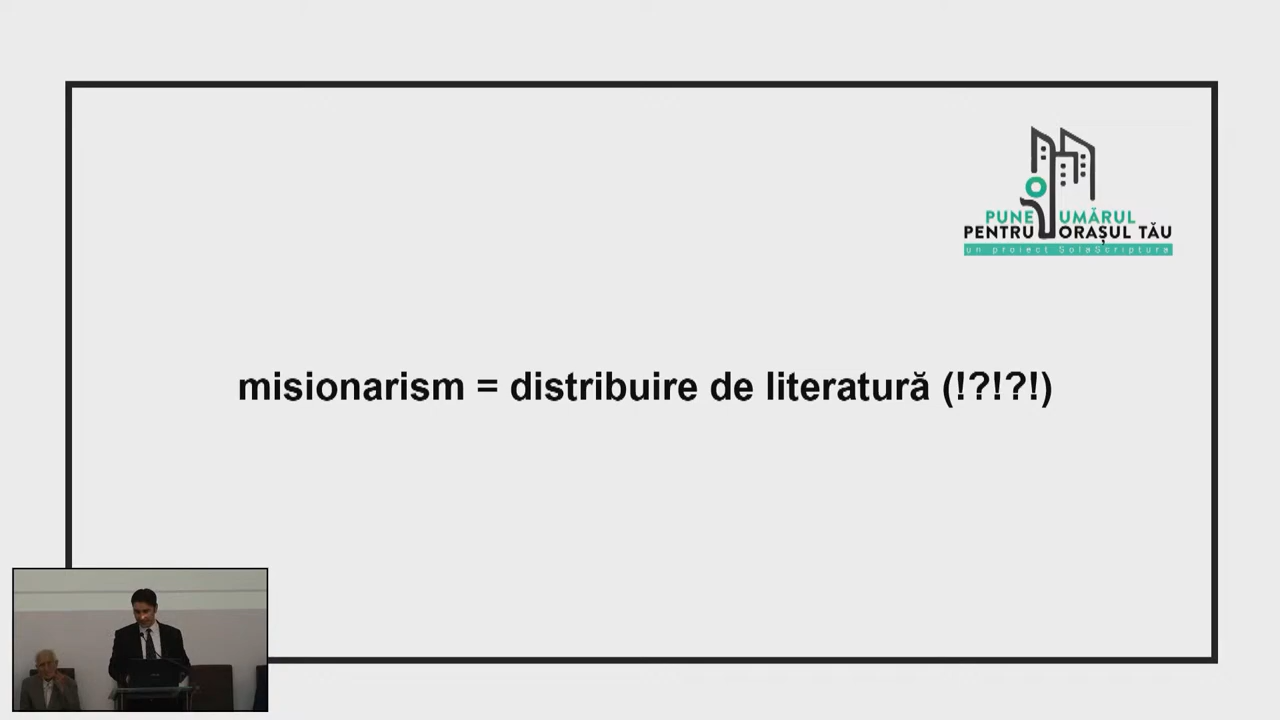 PUNE UMĂRUL
PENTRU ORAȘUL TĂU
un proiect SolaScriptura
misionarism = distribuire de literatură (!?!?!)